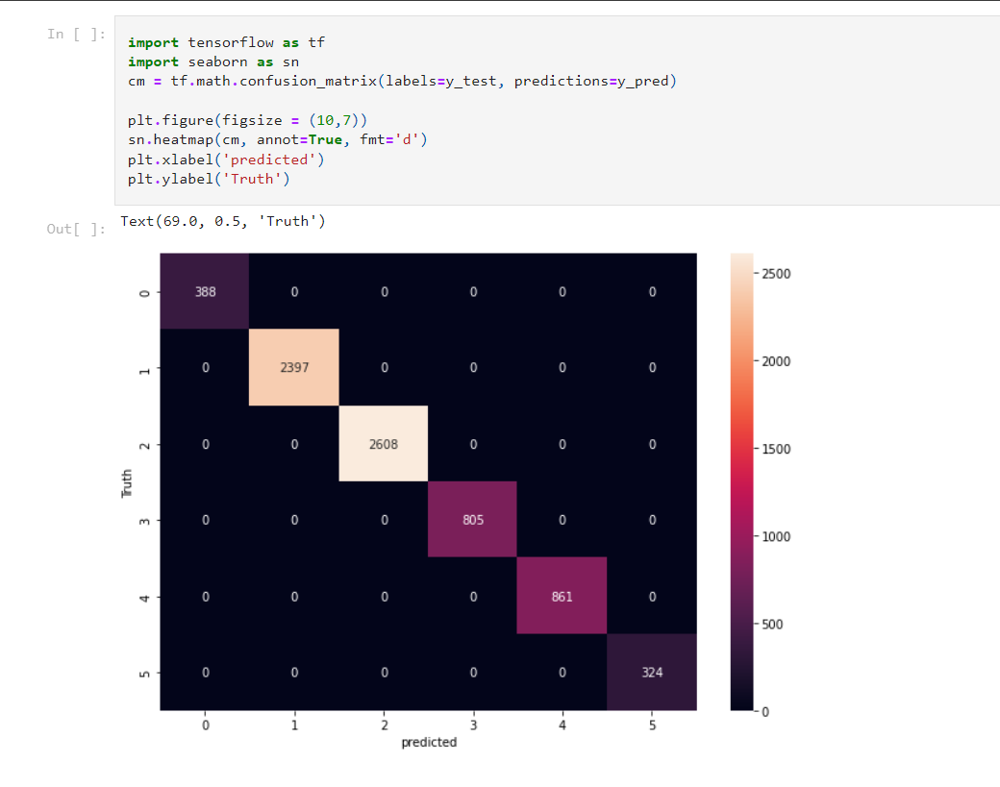 In [ ]:
import tensorflow as tf
import seaborn as sn
cm = tf.math.confusion_matrix(labels=y_test, predictions=y_pred)
plt.figure(figsize = (10,7))
sn.heatmap(cm, annot=True, fmt='d')
plt.xlabel('predicted')
plt.ylabel('Truth')
Out[ ]:
Text(69.0, 0.5, 'Truth')
Truth
0 388 0 0 0 0 0
1 0 2397 0 0 0 0
2 0 0 2608 0 0 0
3 0 0 0 805 0 0
4 0 0 0 0 861 0
5 0 0 0 0 0 324
0 1 2 3 4 5
predicted
2500
2000
1500
1000
500
0